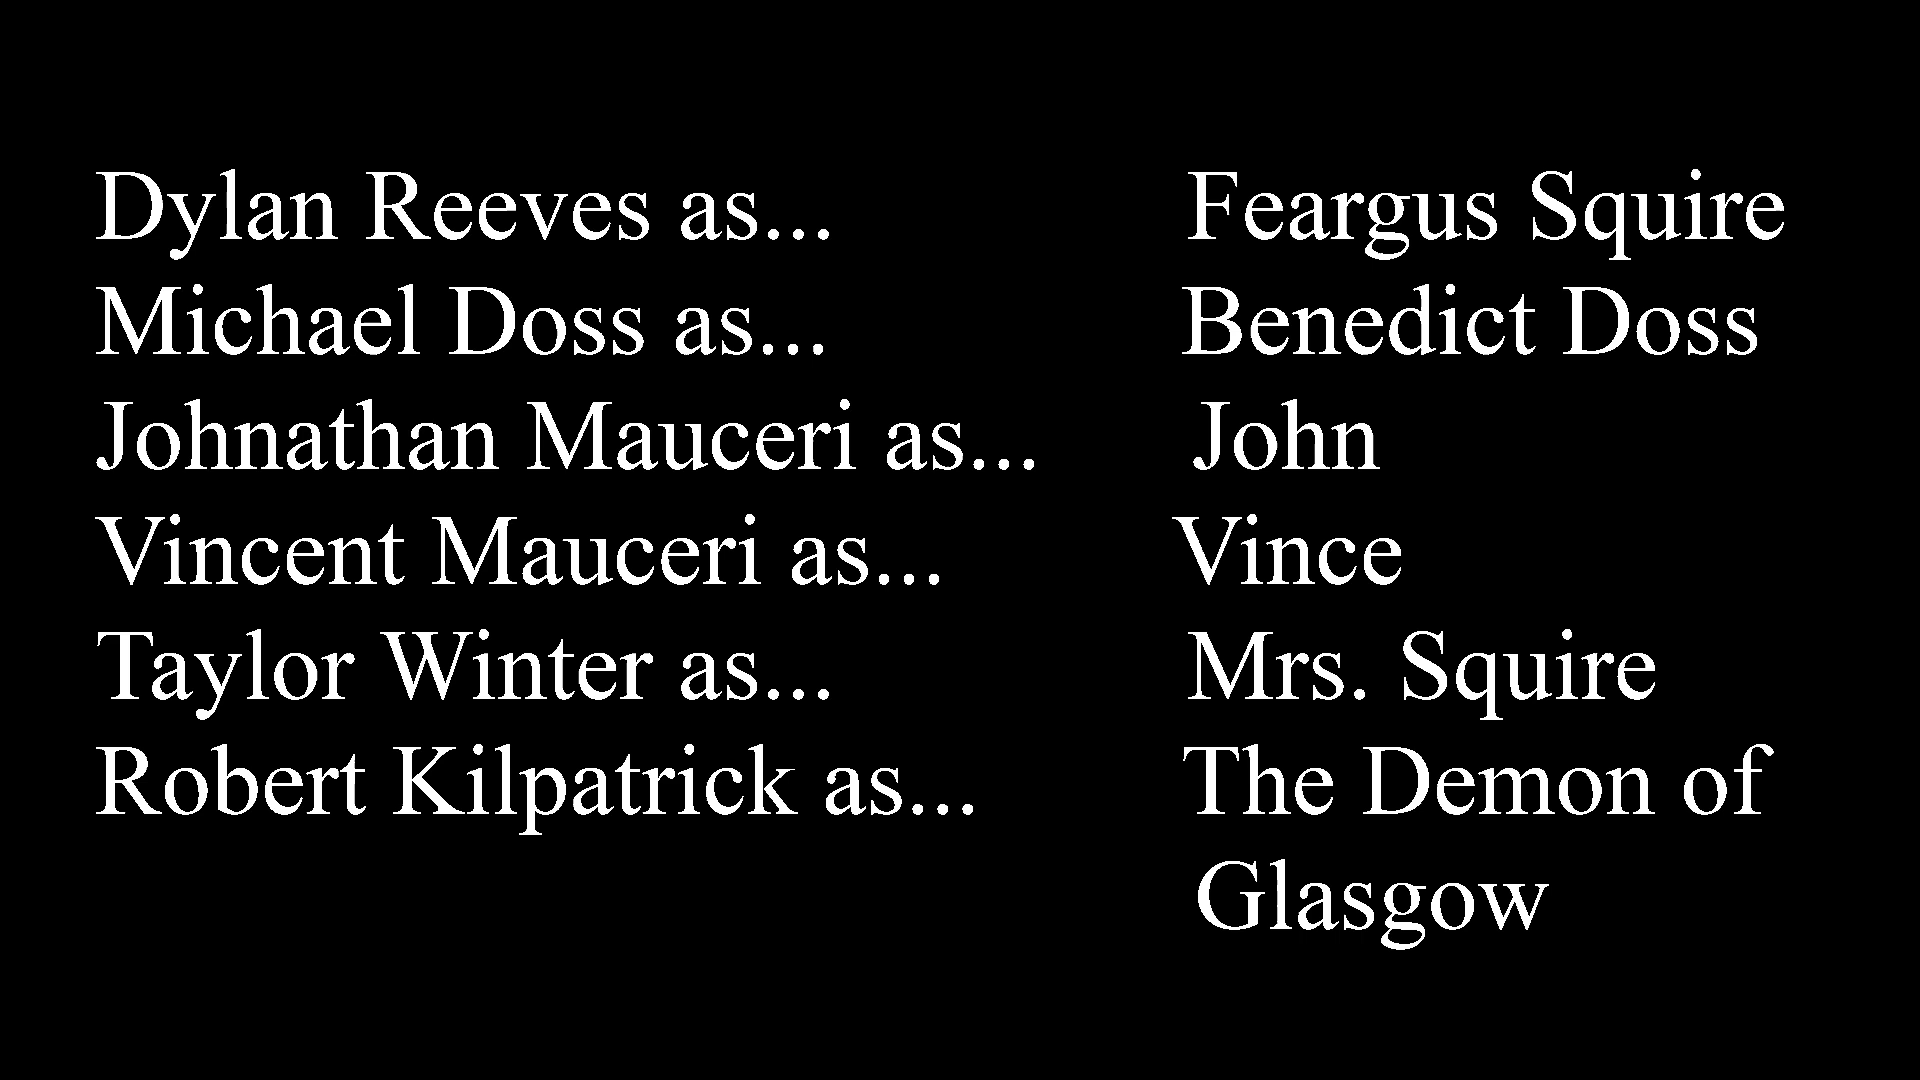 Dylan Reeves as... Feargus Squire
Michael Doss as... Benedict Doss
Johnathan Mauceri as... John
Vincent Mauceri as... Vince
Taylor Winter as... Mrs. Squire
Robert Kilpatrick as... The Demon of
Glasgow